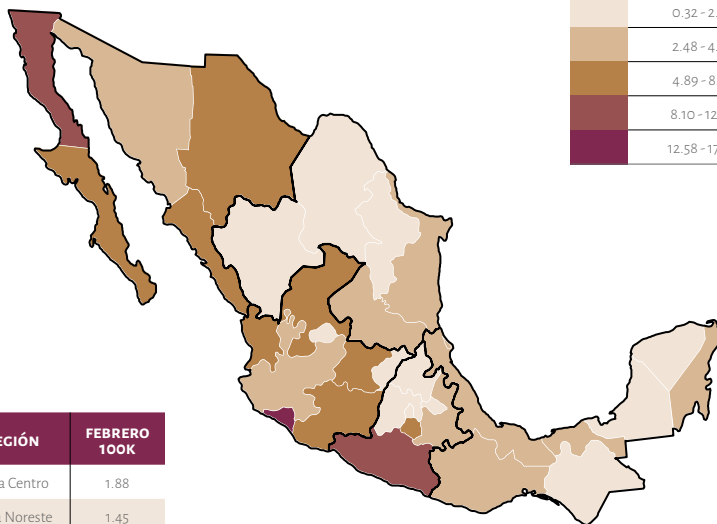 0.32 - 2.
2.48 - 4.
4.89 - 8
8.10 - 12
12.58 - 17
EGIÓN FEBRERO 100K
a Centro 1.88
a Noreste 1.45